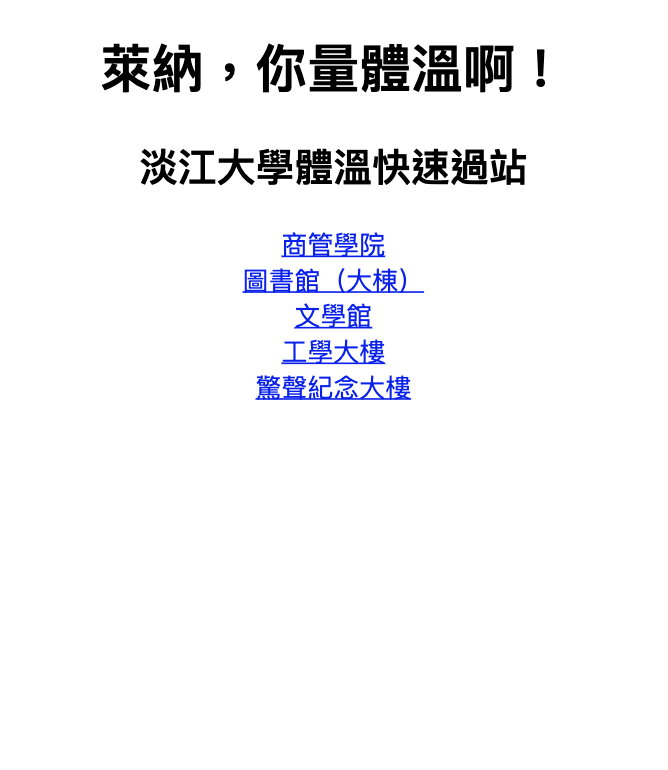 萊納，你量體溫啊！
淡江大學體溫快速過站
商管學院
圖書館（大棟）
文學館
工學大樓
驚聲紀念大樓